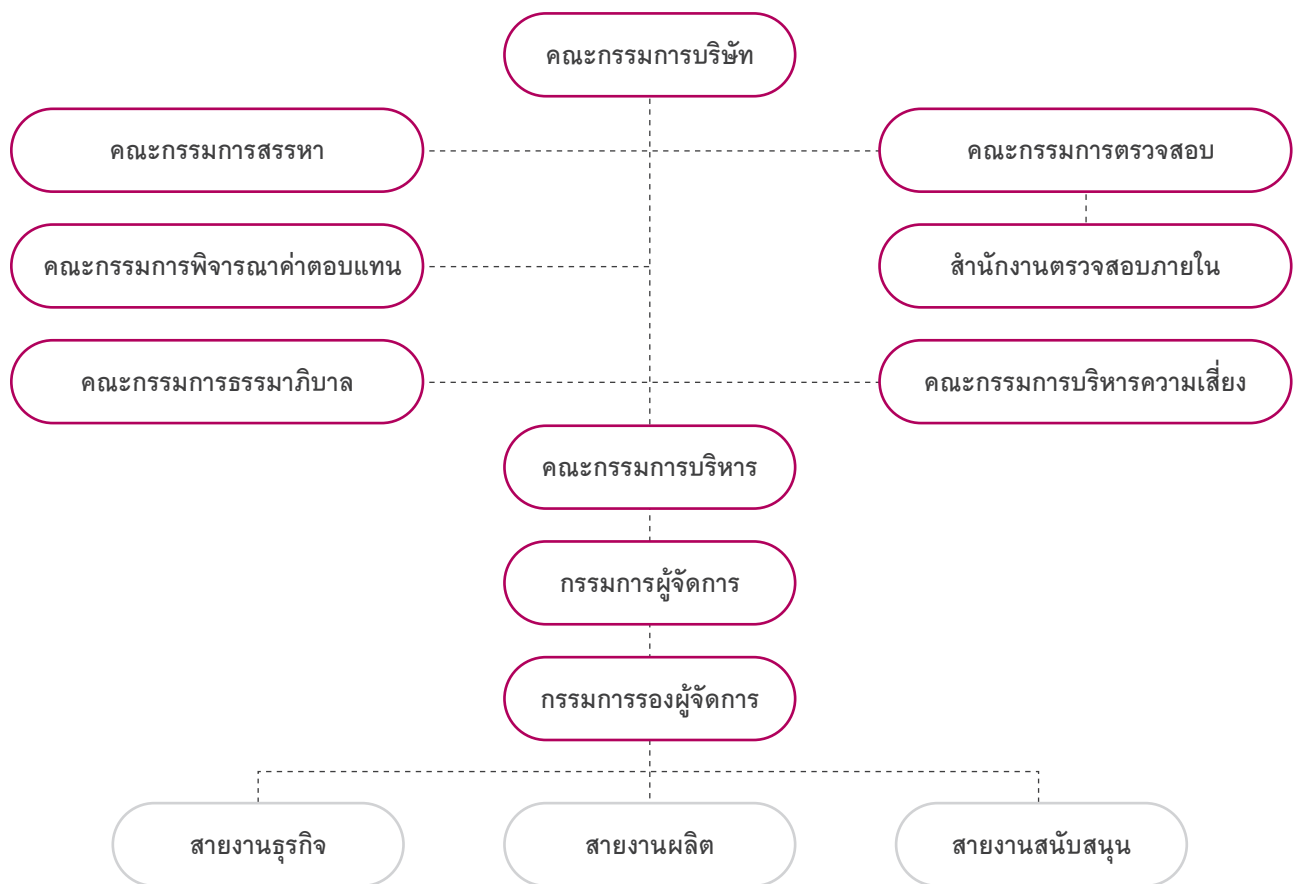 คณะกรรมการบริษัท
คณะกรรมการสรรหา
คณะกรรมการตรวจสอบ
คณะกรรมการพิจารณาค่าตอบแทน
สำนักงานตรวจสอบภายใน
คณะกรรมการธรรมาภิบาล
คณะกรรมการบริหารความเสี่ยง
คณะกรรมการบริหาร
กรรมการผู้จัดการ
กรรมการรองผู้จัดการ
สายงานธุรกิจ
สายงานผลิต
สายงานสนับสนุน